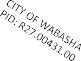 CITY OF WABASHA
PID: R27.00431.00